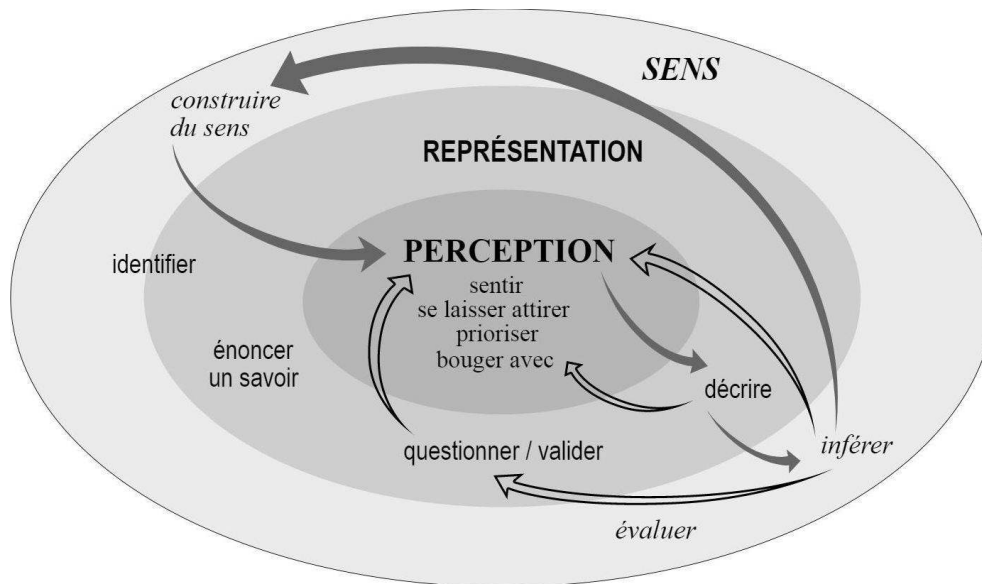 SENS
construire
du sens
REPRÉSENTATION
PERCEPTION
identifier
sentir
se laisser attirer
prioriser
bouger avec
énoncer
un savoir
décrire
questionner / valider
inférer
évaluer